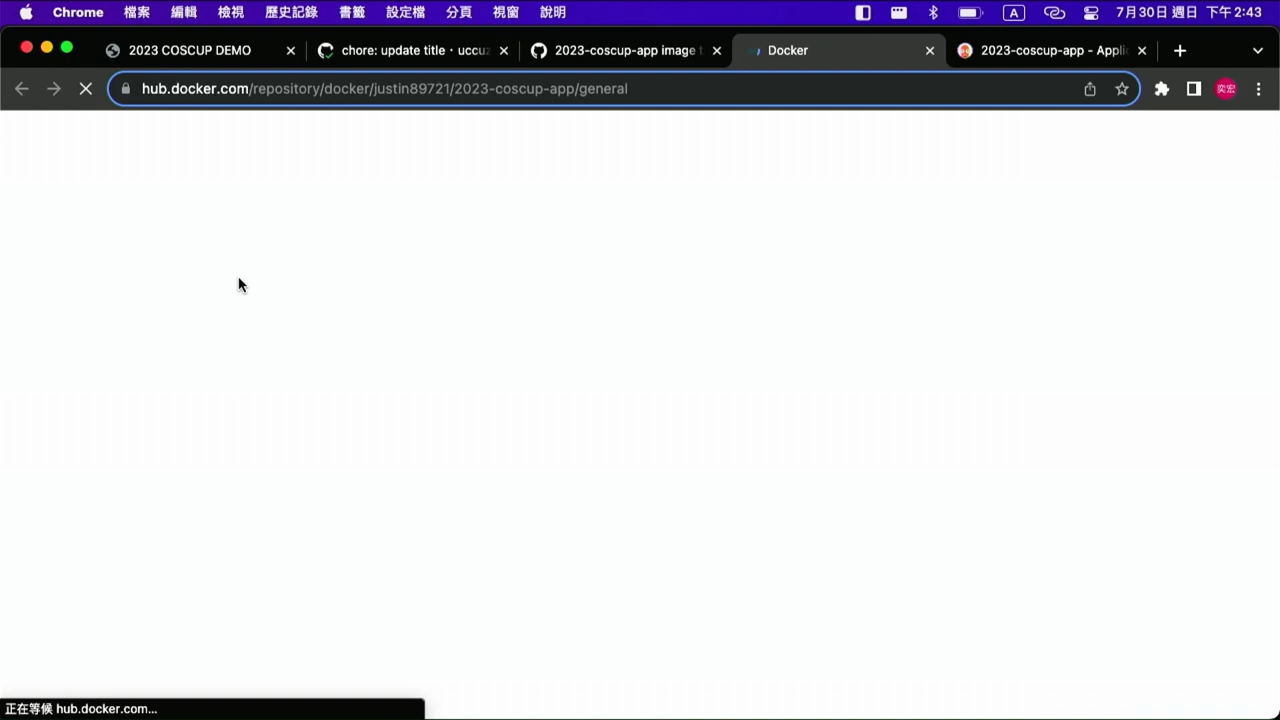 Chrome 檔案 編輯 檢視 歷史記錄 書籤 設定檔 分頁 視窗 說明 A 7月30日 週日 下午 2:43
2023 COSCUP DEMO chore: update title · uccu 2023-coscup-app image t Docker 2023-coscup-app - Appli
hub.docker.com/repository/docker/justin89721/2023-coscup-app/general 奕宏
正在等候 hub.docker.com...